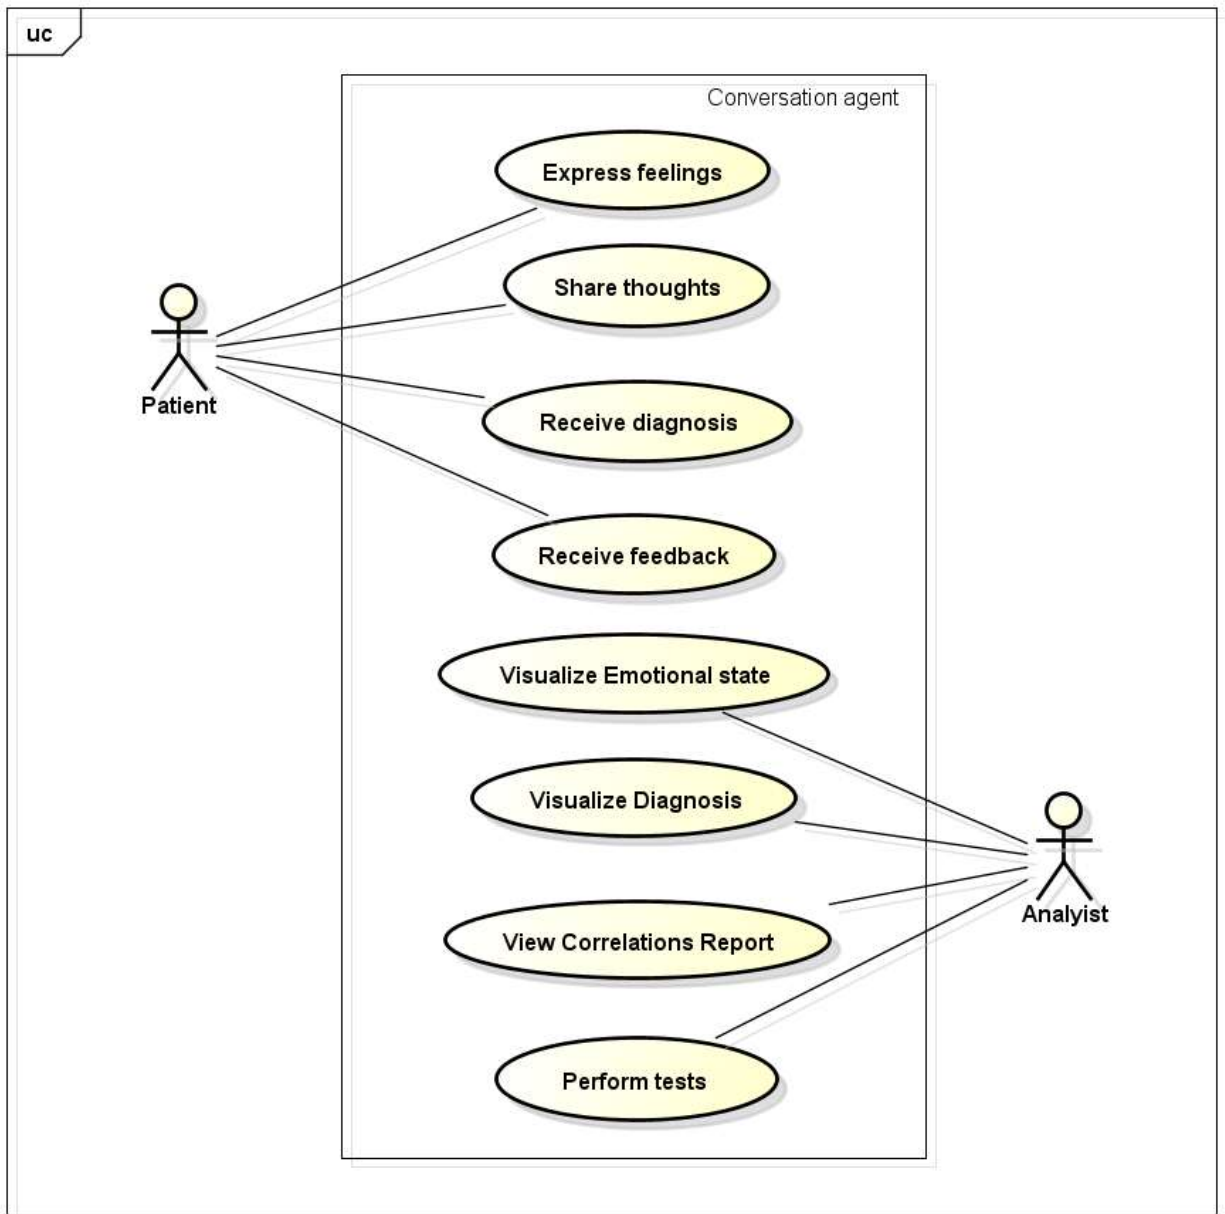 uc
Conversation agent
Express feelings
Share thoughts
Patient
Receive diagnosis
Receive feedback
Visualize Emotional state
Visualize Diagnosis
Analyist
View Correlations Report
Perform tests